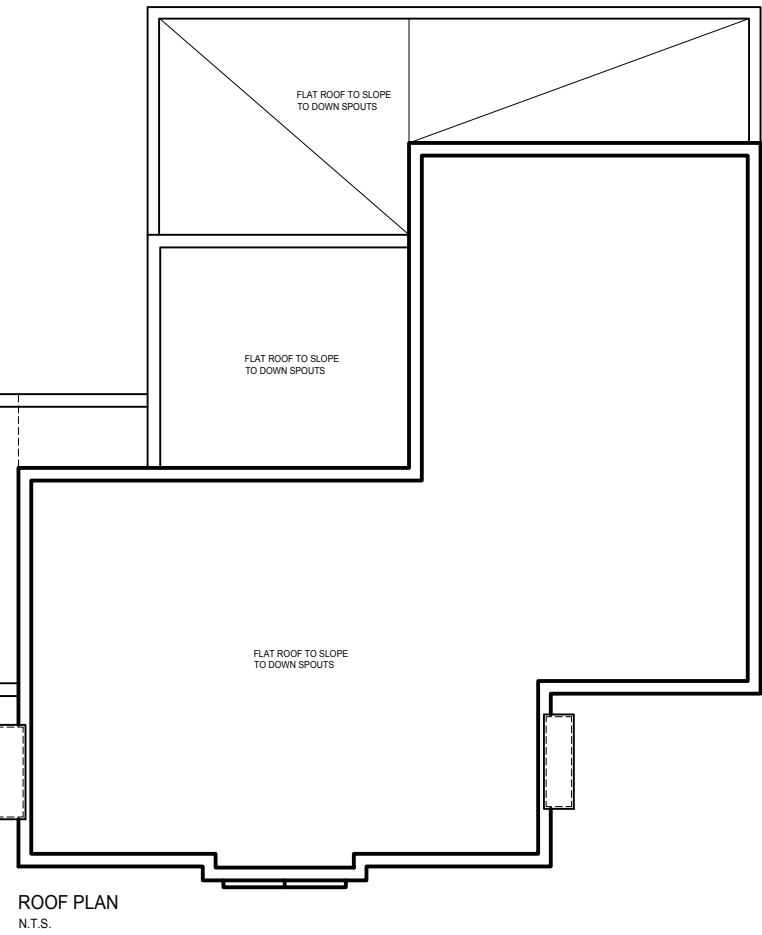 FLAT ROOF TO SLOPE
TO DOWN SPOUTS
FLAT ROOF TO SLOPE
TO DOWN SPOUTS
FLAT ROOF TO SLOPE
TO DOWN SPOUTS
ROOF PLAN
N.T.S.